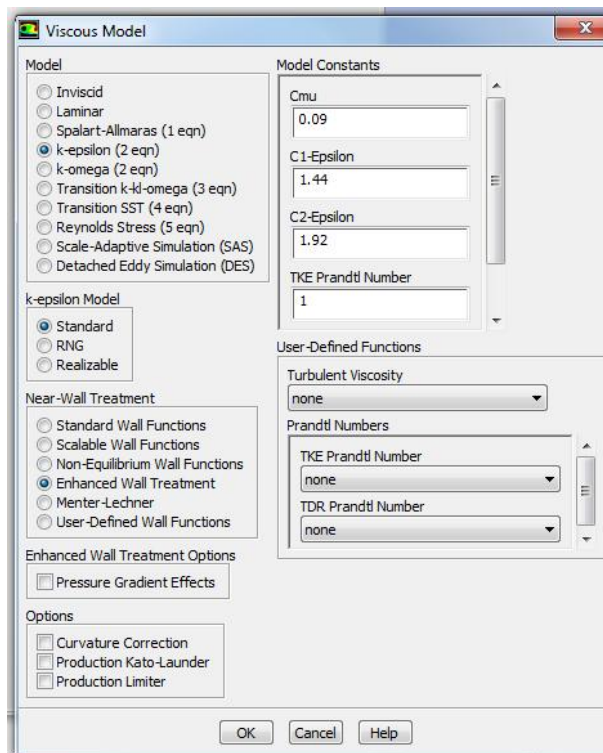 Viscous Model
Model
Inviscid
Laminar
Spalart-Allmaras (1 eqn)
k-epsilon (2 eqn)
k-omega (2 eqn)
Transition k-kl-omega (3 eqn)
Transition SST (4 eqn)
Reynolds Stress (5 eqn)
Scale-Adaptive Simulation (SAS)
Detached Eddy Simulation (DES)
k-epsilon Model
Standard
RNG
Realizable
Near-Wall Treatment
Standard Wall Functions
Scalable Wall Functions
Non-Equilibrium Wall Functions
Enhanced Wall Treatment
Menter-Lechner
User-Defined Wall Functions
Enhanced Wall Treatment Options
Pressure Gradient Effects
Options
Curvature Correction
Production Kato-Launder
Production Limiter
Model Constants
Cmu
0.09
C1-Epsilon
1.44
C2-Epsilon
1.92
TKE Prandtl Number
1
User-Defined Functions
Turbulent Viscosity
none
Prandtl Numbers
TKE Prandtl Number
none
TDR Prandtl Number
none
OK Cancel Help